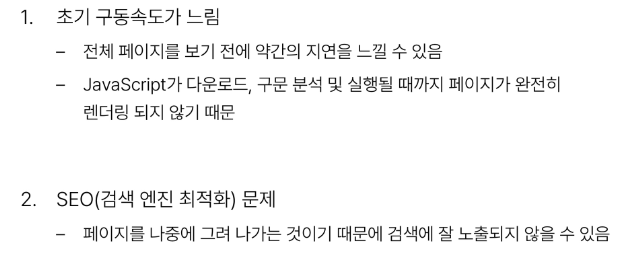 1. 초기 구동속도가 느림
– 전체 페이지를 보기 전에 약간의 지연을 느낄 수 있음
– JavaScript가 다운로드, 구문 분석 및 실행될 때까지 페이지가 완전히
렌더링 되지 않기 때문
2. SEO(검색 엔진 최적화) 문제
– 페이지를 나중에 그려 나가는 것이기 때문에 검색에 잘 노출되지 않을 수 있음